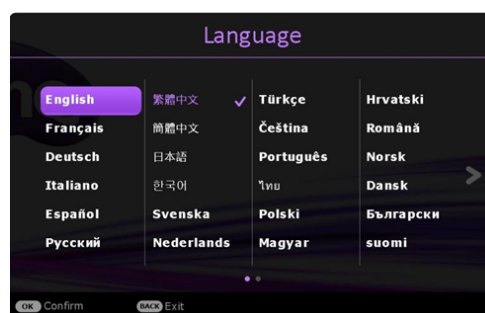 Language
English
Français
Deutsch
Italiano
Español
Русский
繁體中文
簡體中文
日本語
한국어
Svenska
Nederlands
Türkçe
Čeština
Português
ไทย
Polski
Magyar
Hrvatski
Română
Norsk
Dansk
Български
suomi
OK Confirm
BACK Exit